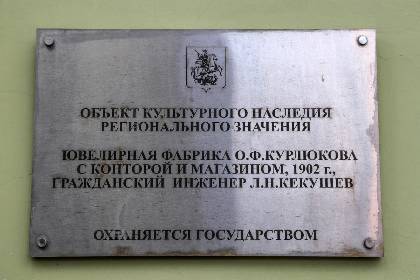 ОБЪЕКТ КУЛЬТУРНОГО НАСЛЕДИЯ
РЕГИОНАЛЬНОГО ЗНАЧЕНИЯ
ЮВЕЛИРНАЯ ФАБРИКА О.Ф.КУРЛЮКОВА
С КОНТОРОЙ И МАГАЗИНОМ, 1902 г.,
ГРАЖДАНСКИЙ ИНЖЕНЕР Л.Н.КЕКУШЕВ
ОХРАНЯЕТСЯ ГОСУДАРСТВОМ